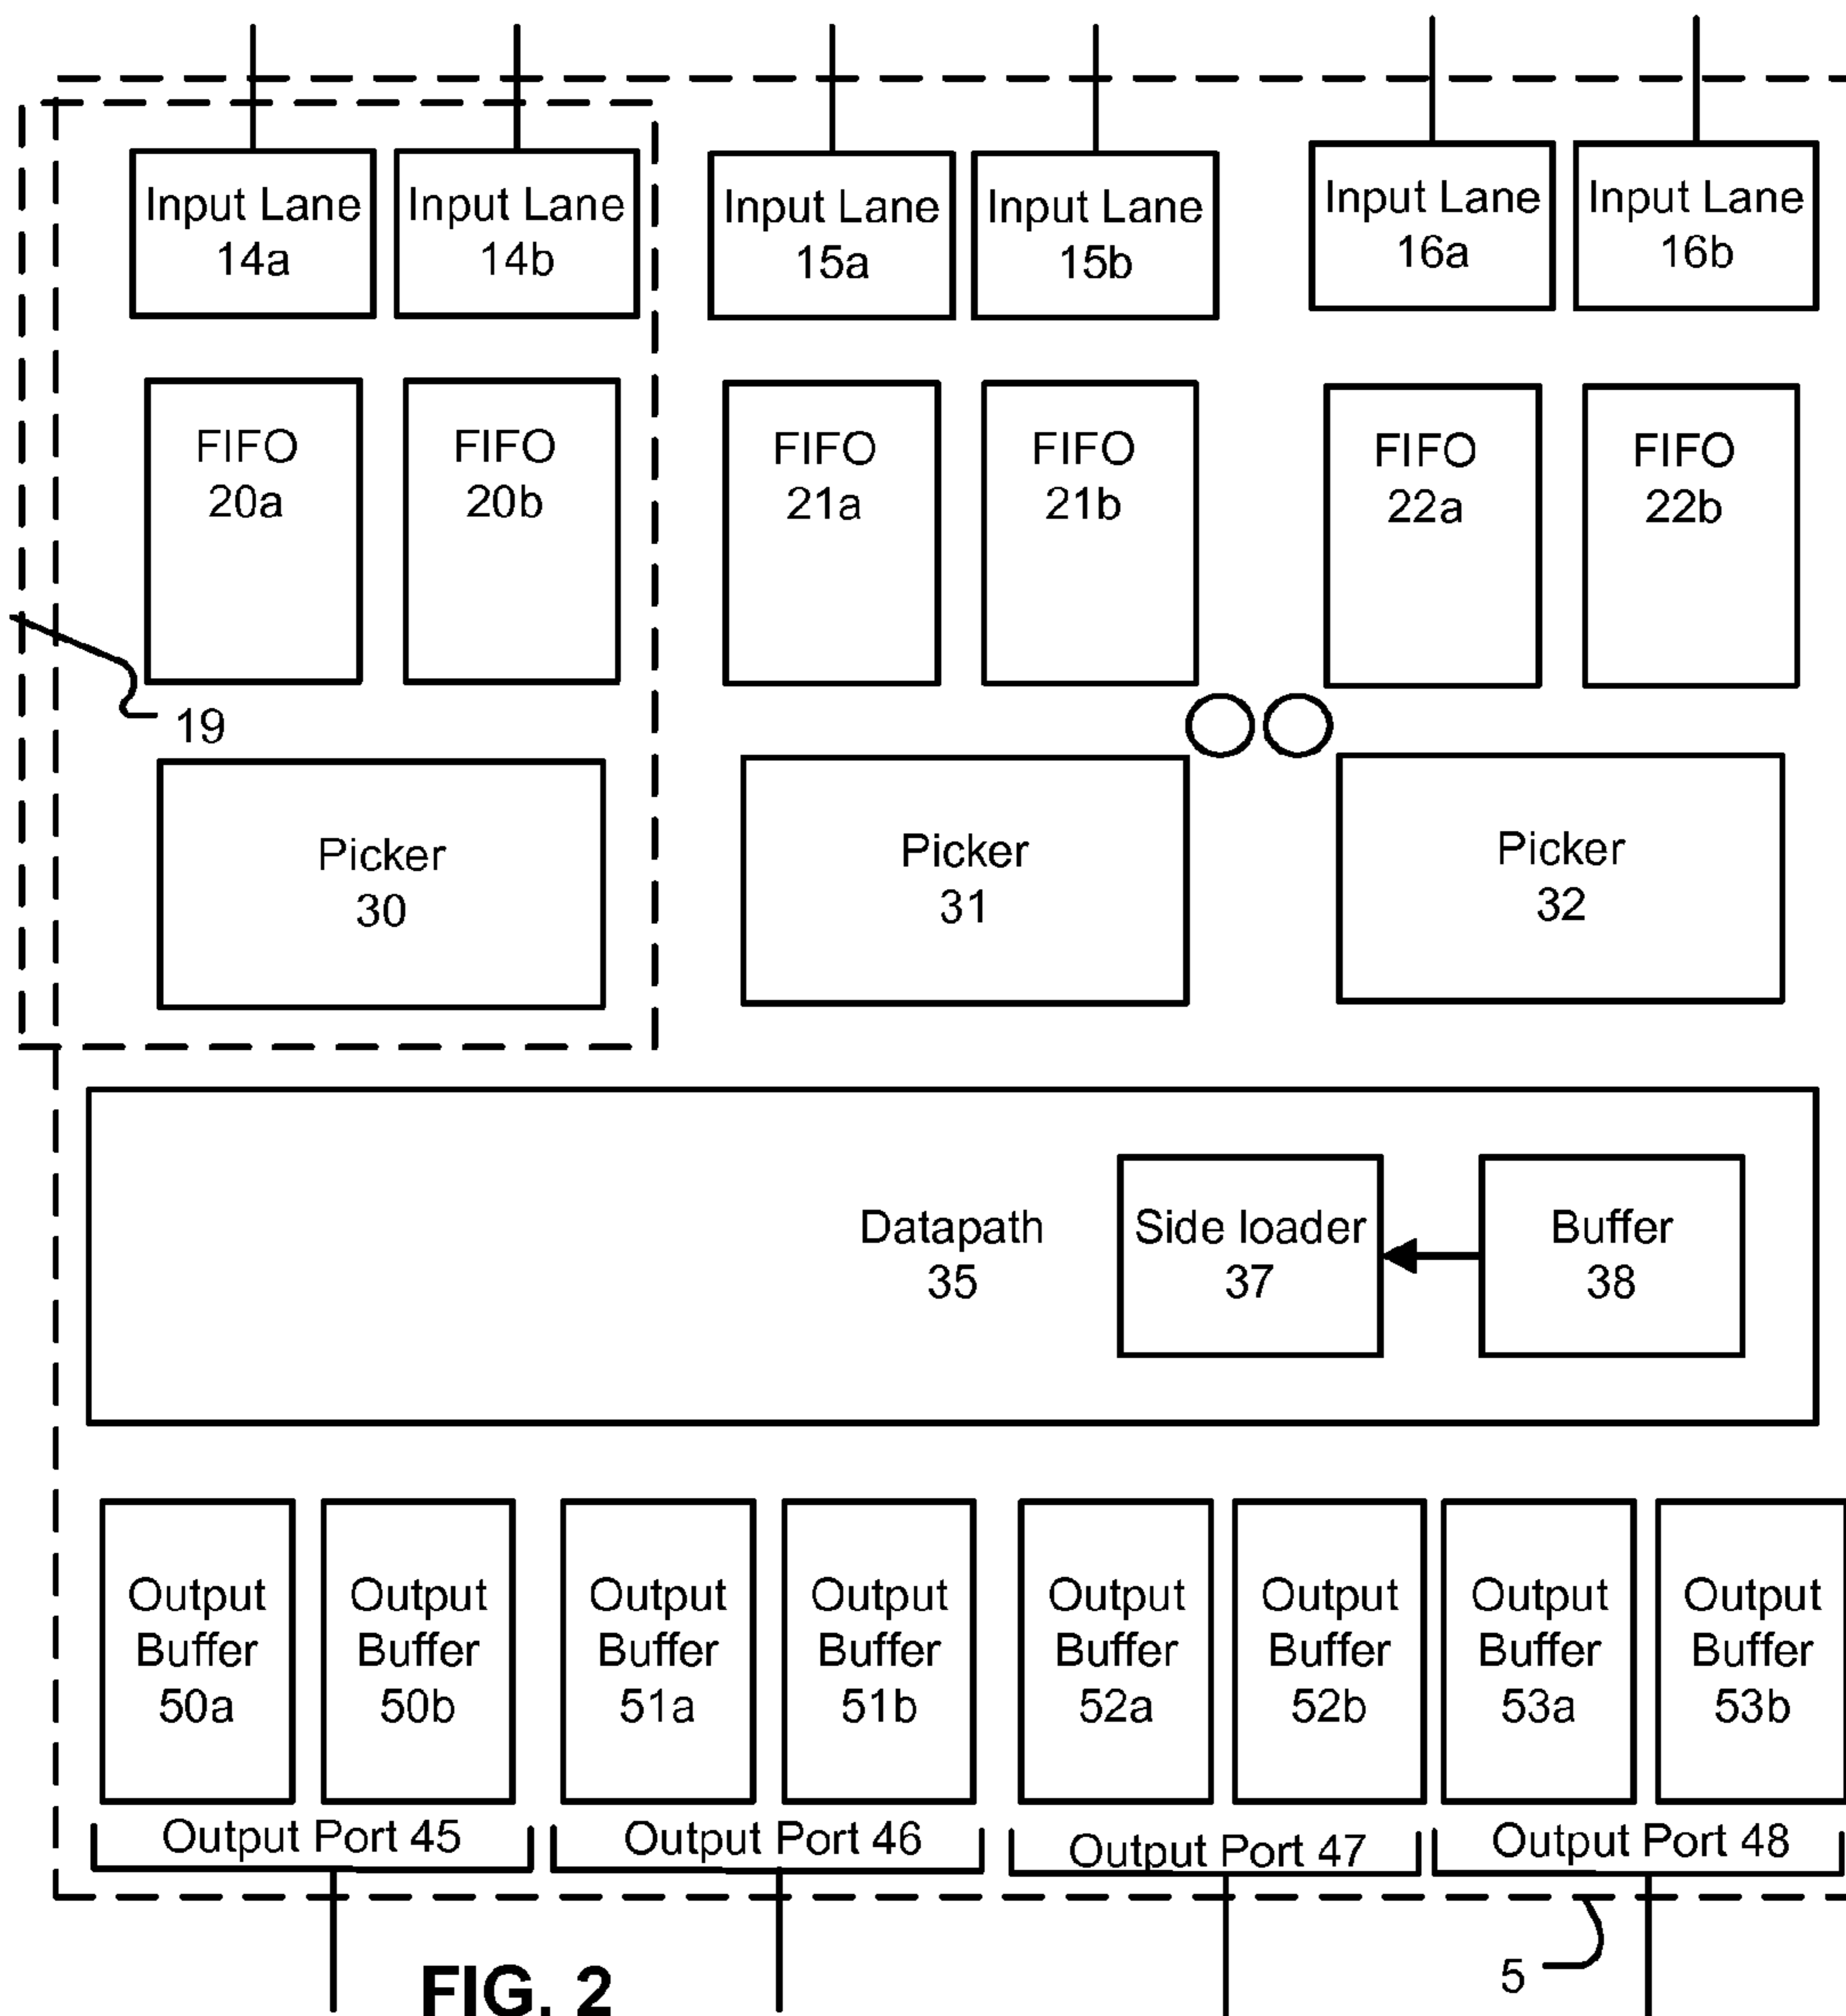 Input Lane
14a
Input Lane
14b
Input Lane
15a
Input Lane
15b
Input Lane
16a
Input Lane
16b
FIFO
20a
FIFO
20b
FIFO
21a
FIFO
21b
FIFO
22a
FIFO
22b
19
Picker
30
Picker
31
Picker
32
Datapath
35
Side loader
37
Buffer
38
Output
Buffer
50a
Output
Buffer
50b
Output
Buffer
51a
Output
Buffer
51b
Output
Buffer
52a
Output
Buffer
52b
Output
Buffer
53a
Output
Buffer
53b
Output Port 45
Output Port 46
Output Port 47
Output Port 48
5
FIG. 2